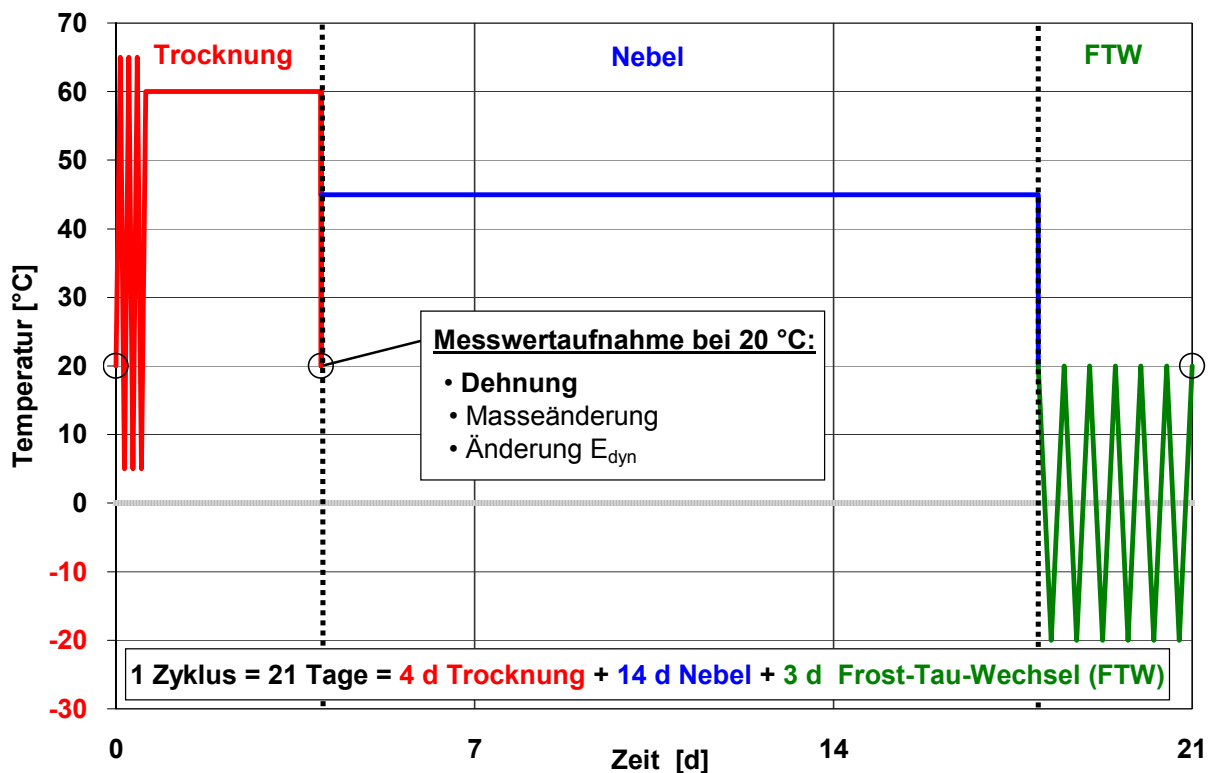 70
60
50
40
30
20
10
0
-10
-20
-30
Temperatur [°C]
Trocknung
Nebel
FTW
Messwertaufnahme bei 20 °C:
• Dehnung
• Masseänderung
• Änderung Edyn
1 Zyklus = 21 Tage = 4 d Trocknung + 14 d Nebel + 3 d Frost-Tau-Wechsel (FTW)
0
7
14
21
Zeit [d]